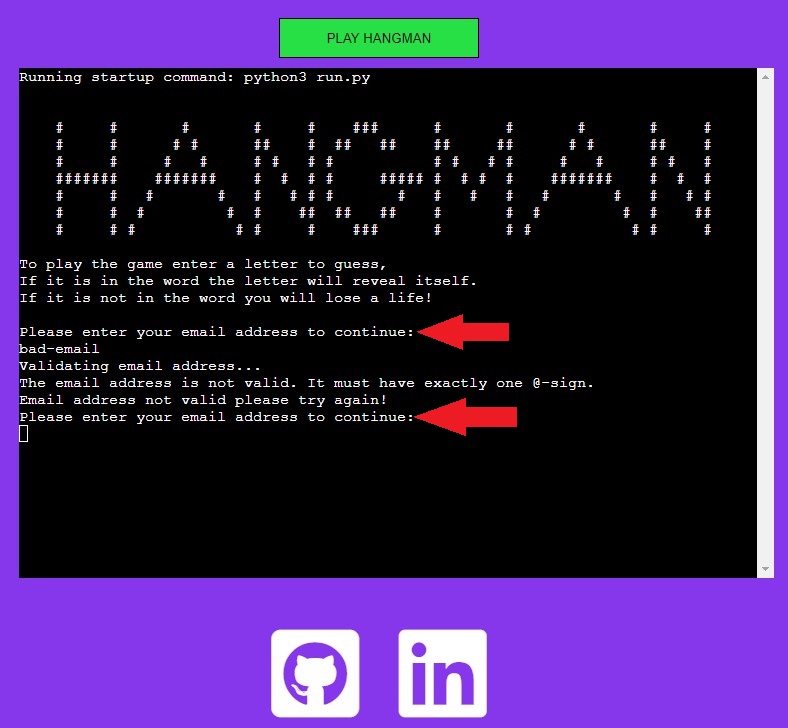 PLAY HANGMAN
Running startup command: python3 run.py
HANGMAN
To play the game enter a letter to guess,
If it is in the word the letter will reveal itself.
If it is not in the word you will lose a life!
Please enter your email address to continue:
bad-email
Validating email address...
The email address is not valid. It must have exactly one @-sign.
Email address not valid please try again!
Please enter your email address to continue:
in